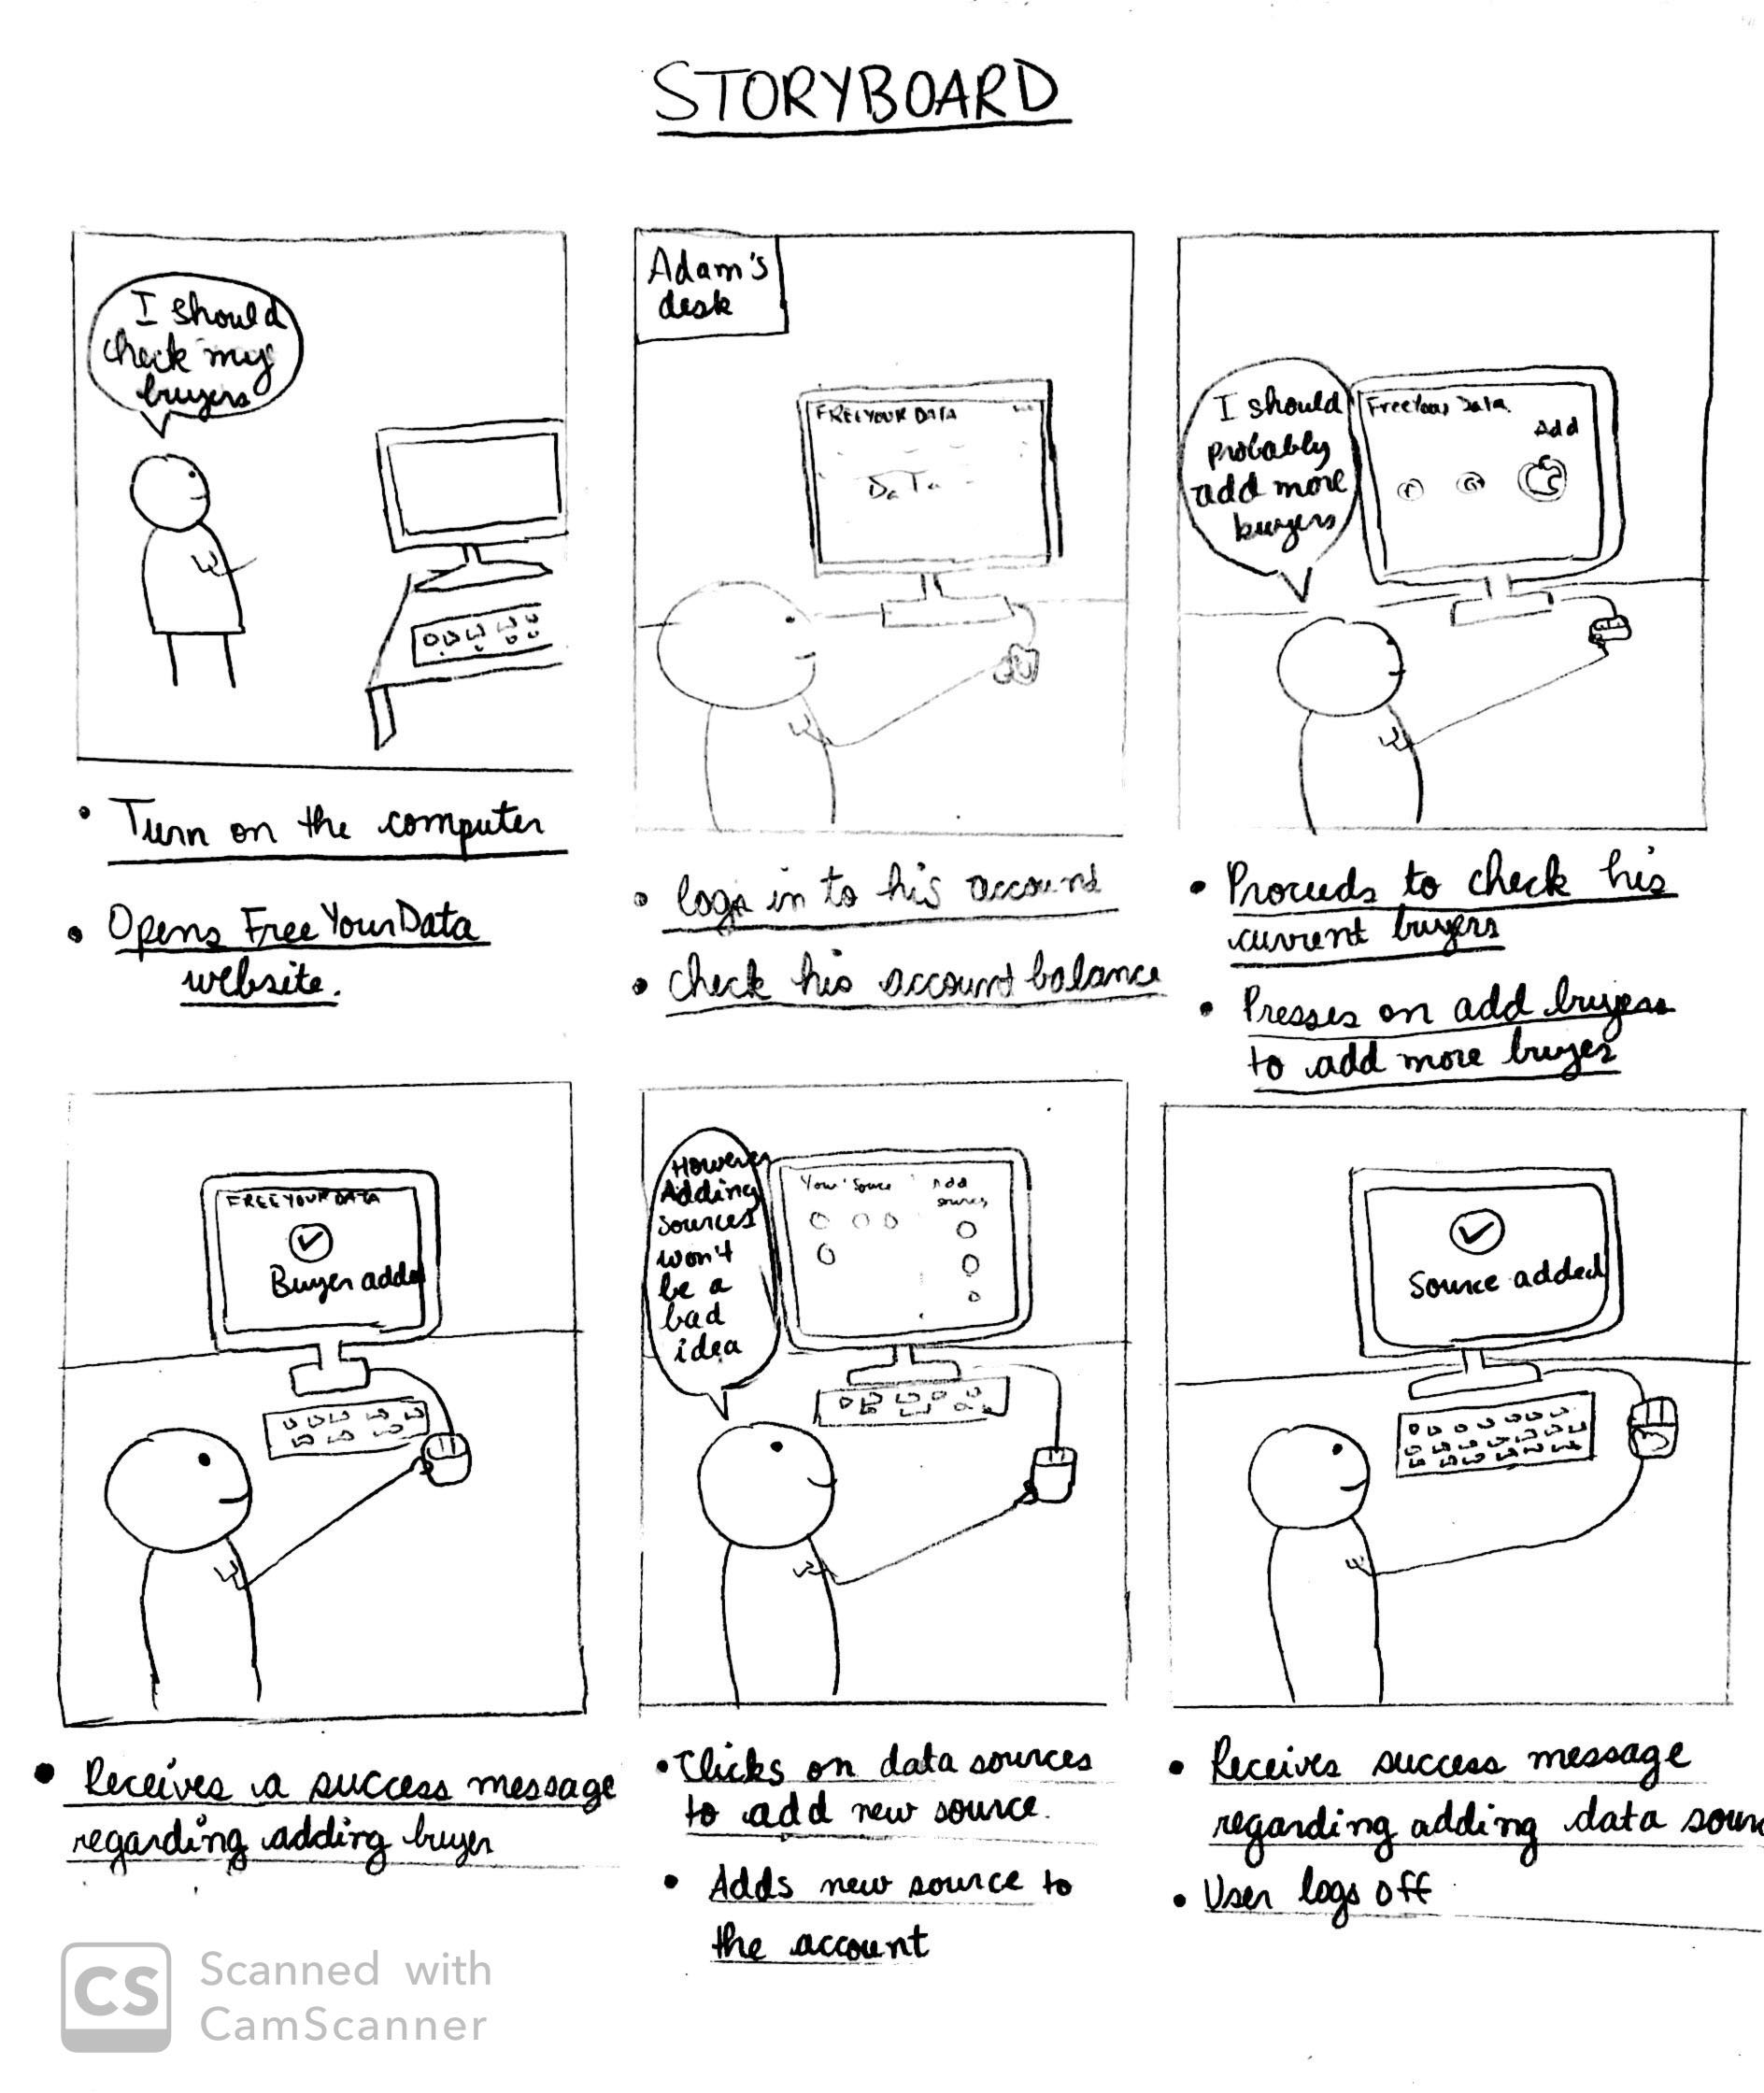 STORYBOARD
I should
check my
buyers
Adam's
desk
FREEYOUR DATA
DaTa
I should
probably
add more
buyers
FreeYour Data
Add
• Turn on the computer
• Opens FreeYourData
website.
• logs in to his account
• check his account balance
• Proceeds to check his
current buyers
• Presses on add buyers
to add more buyer
FREEYOUR DATA
Buyer added
However
Adding
sources
won't
be a
bad
idea
Your Source
Add
sources
Source added
• Receives a success message
regarding adding buyer
• Clicks on data sources
to add new source.
• Adds new source to
the account
• Receives success message
regarding adding data sourc
• User logs off
CS
Scanned with
CamScanner